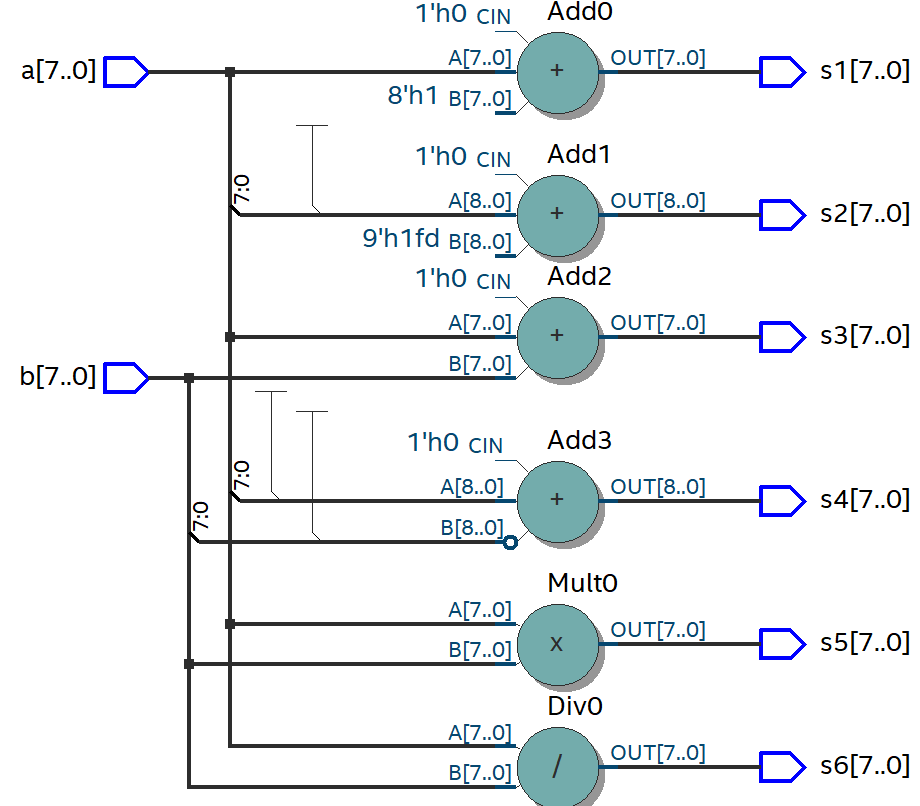 Add0
1'h0 CIN
a[7..0] A[7..0] + OUT[7..0] s1[7..0]
8'h1 B[7..0]
Add1
1'h0 CIN
7:0 A[8..0] + OUT[8..0] s2[7..0]
9'h1fd B[8..0]
Add2
1'h0 CIN
A[7..0] + OUT[7..0] s3[7..0]
b[7..0] B[7..0]
Add3
1'h0 CIN
7:0 A[8..0] + OUT[8..0] s4[7..0]
7:0 B[8..0]
Mult0
A[7..0] x OUT[7..0] s5[7..0]
B[7..0]
Div0
A[7..0] / OUT[7..0] s6[7..0]
B[7..0]